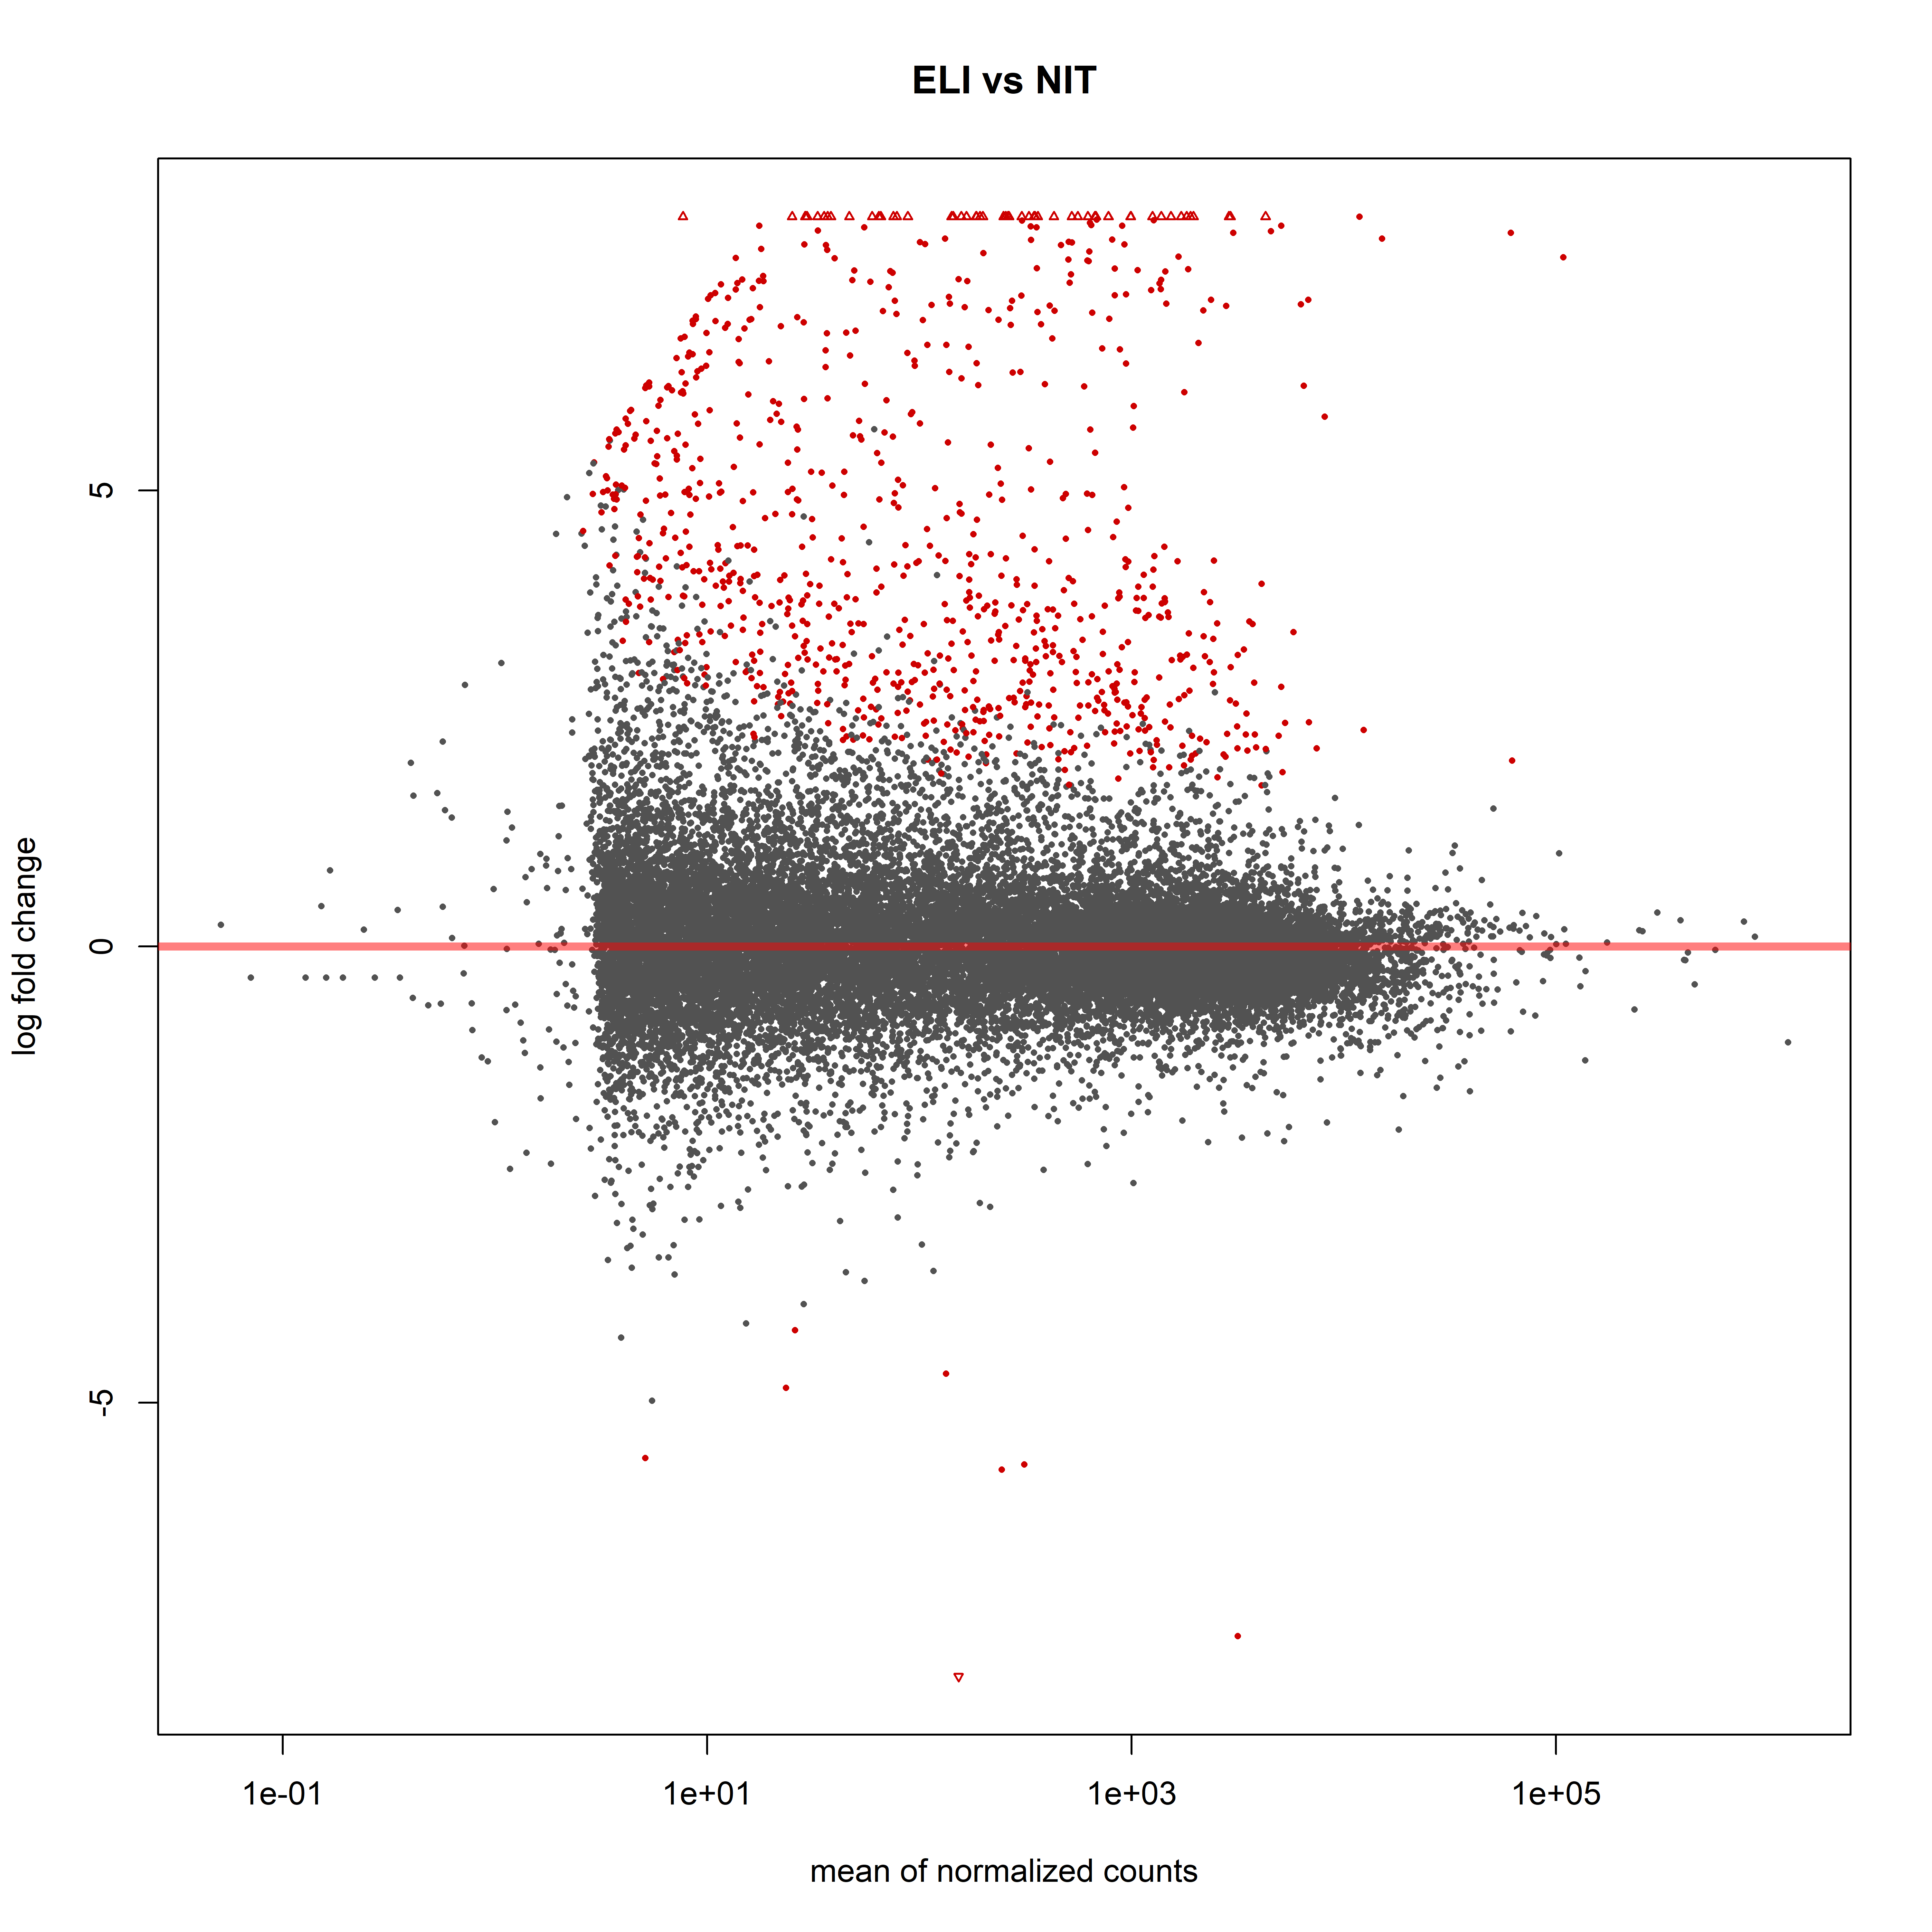 ELI vs NIT
log fold change
5
0
-5
1e-01
1e+01
1e+03
1e+05
mean of normalized counts